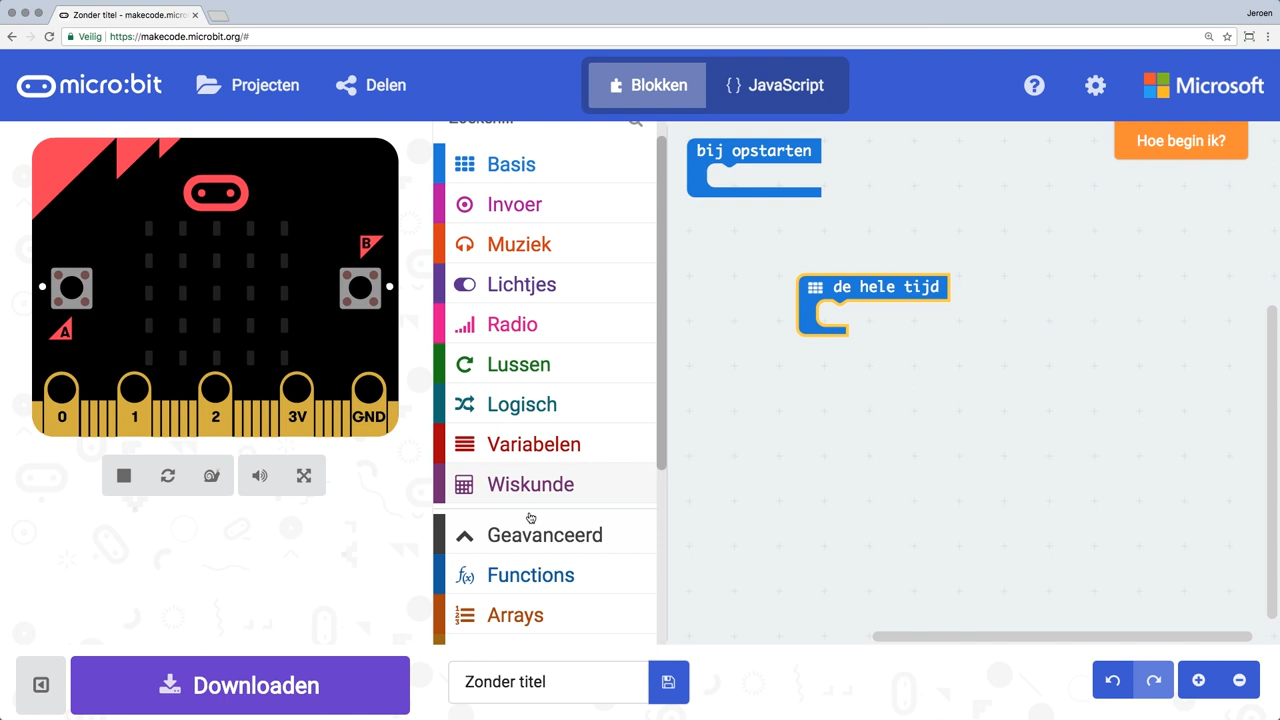 Zonder titel - makecode.micro:
Jeroen
Veilig
https://makecode.microbit.org/#
micro:bit
Projecten
Delen
Blokken
{ } JavaScript
Microsoft
Hoe begin ik?
B
A
0 1 2 3V GND
Basis
Invoer
Muziek
Lichtjes
Radio
Lussen
Logisch
Variabelen
Wiskunde
Geavanceerd
f(x) Functions
Arrays
bij opstarten
de hele tijd
Downloaden
Zonder titel